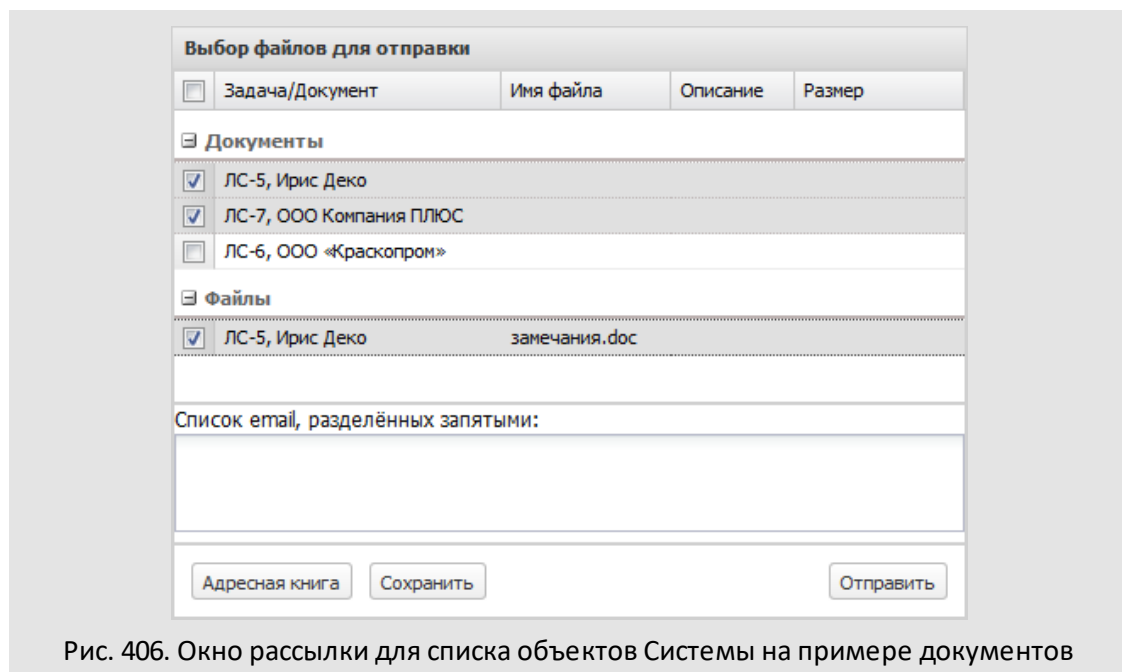 Выбор файлов для отправки
Задача/Документ Имя файла Описание Размер
Документы
ЛС-5, Ирис Деко
ЛС-7, ООО Компания ПЛЮС
ЛС-6, ООО «Краскопром»
Файлы
ЛС-5, Ирис Деко замечания.doc
Список email, разделённых запятыми:
Адресная книга Сохранить Отправить
Рис. 406. Окно рассылки для списка объектов Системы на примере документов